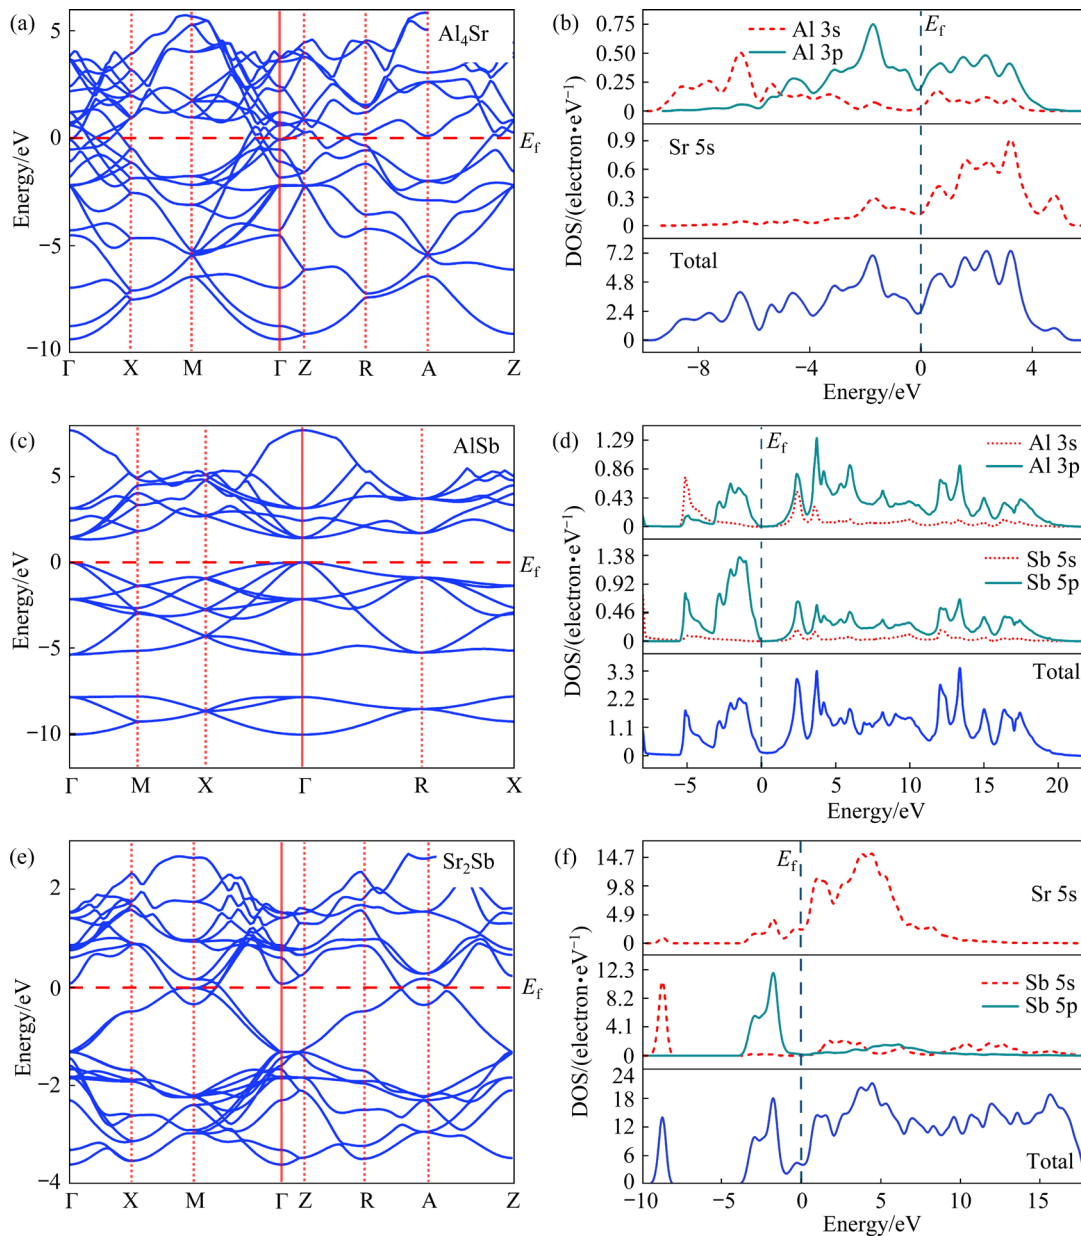 (a)
Al₄Sr
5
0
−5
−10
Energy/eV
E_f
Γ X M Γ Z R A Z
(b)
E_f
Al 3s
Al 3p
0.75
0.50
0.25
0
Sr 5s
0.9
0.6
0.3
0
Total
7.2
4.8
2.4
0
DOS/(electron•eV⁻¹)
−8 −4 0 4
Energy/eV
(c)
AlSb
5
0
−5
−10
Energy/eV
E_f
Γ M X Γ R X
(d)
E_f
Al 3s
Al 3p
1.29
0.86
0.43
0
Sb 5s
Sb 5p
1.38
0.92
0.46
0
Total
3.3
2.2
1.1
0
DOS/(electron•eV⁻¹)
−5 0 5 10 15 20
Energy/eV
(e)
Sr₂Sb
2
0
−2
−4
Energy/eV
E_f
Γ X M Γ Z R A Z
(f)
E_f
Sr 5s
14.7
9.8
4.9
0
Sb 5s
Sb 5p
12.3
8.2
4.1
0
Total
24
18
12
6
0
DOS/(electron•eV⁻¹)
−10 −5 0 5 10 15
Energy/eV